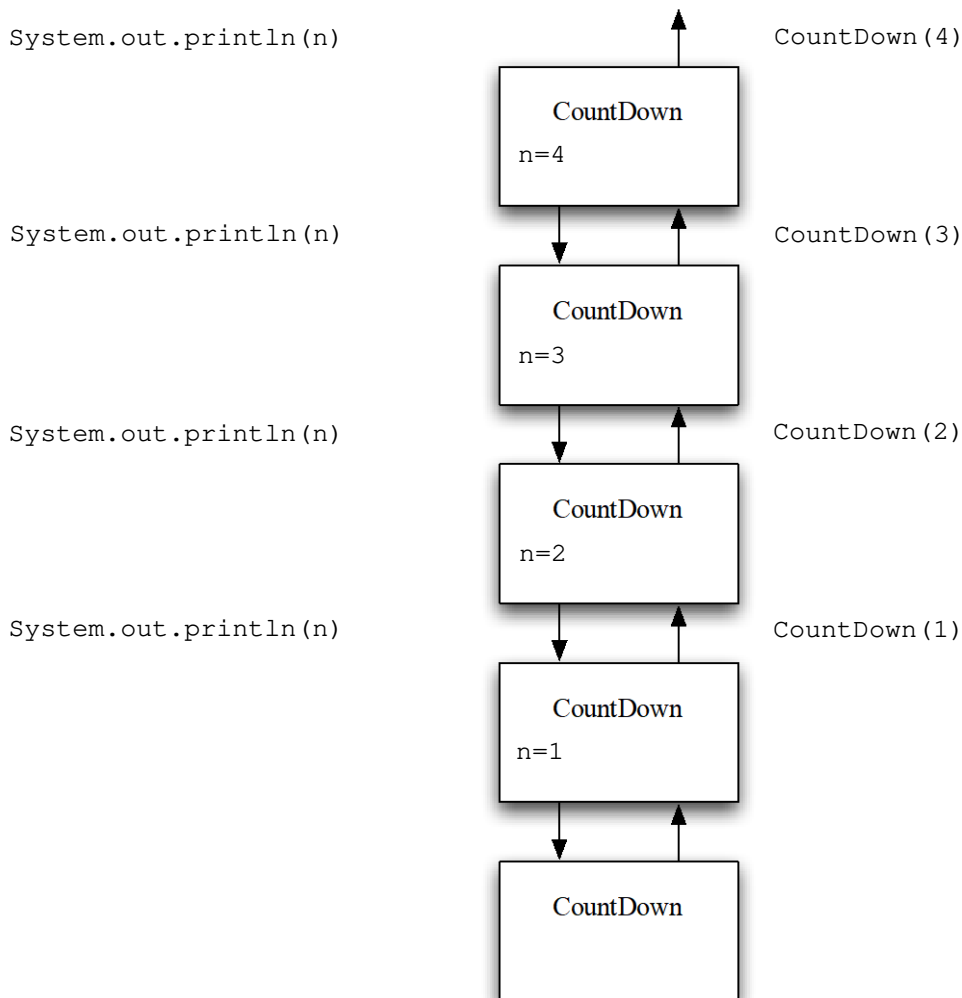 System.out.println(n)
CountDown(4)
CountDown
n=4
System.out.println(n)
CountDown(3)
CountDown
n=3
System.out.println(n)
CountDown(2)
CountDown
n=2
System.out.println(n)
CountDown(1)
CountDown
n=1
CountDown